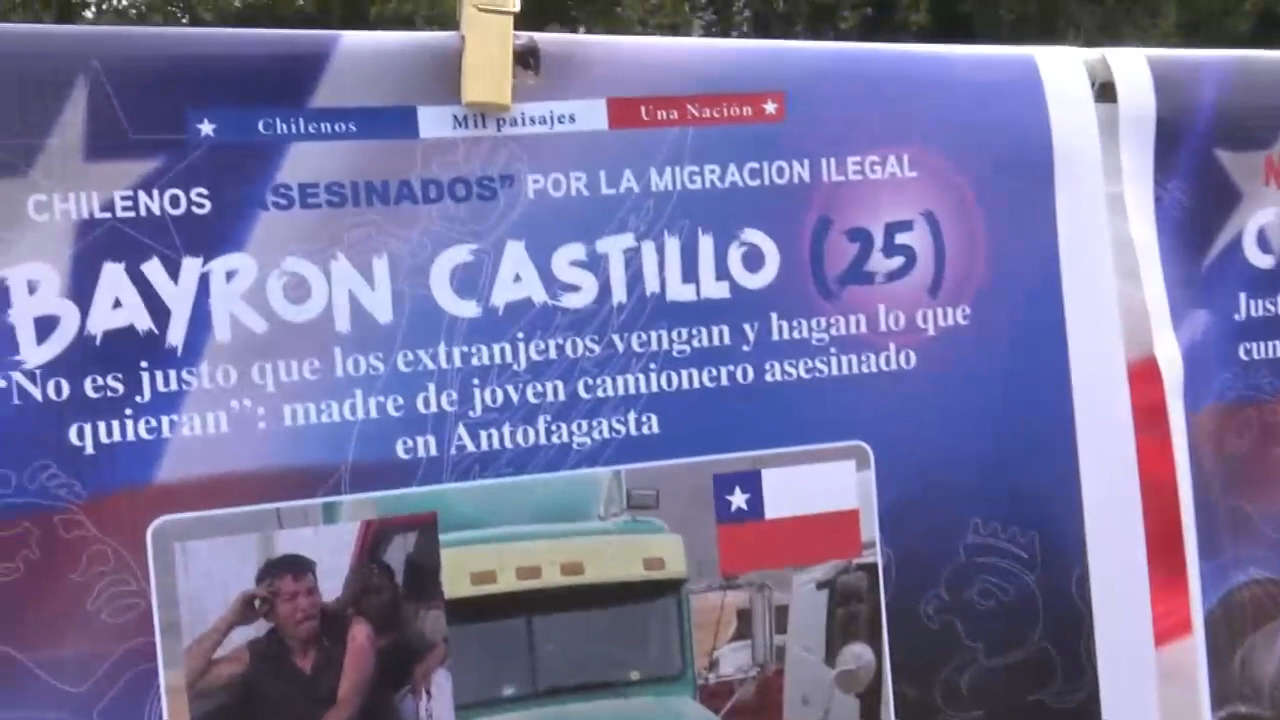 Chilenos Mil paisajes Una Nación
CHILENOS ASESINADOS” POR LA MIGRACION ILEGAL
BAYRON CASTILLO (25)
“No es justo que los extranjeros vengan y hagan lo que
quieran”: madre de joven camionero asesinado
en Antofagasta